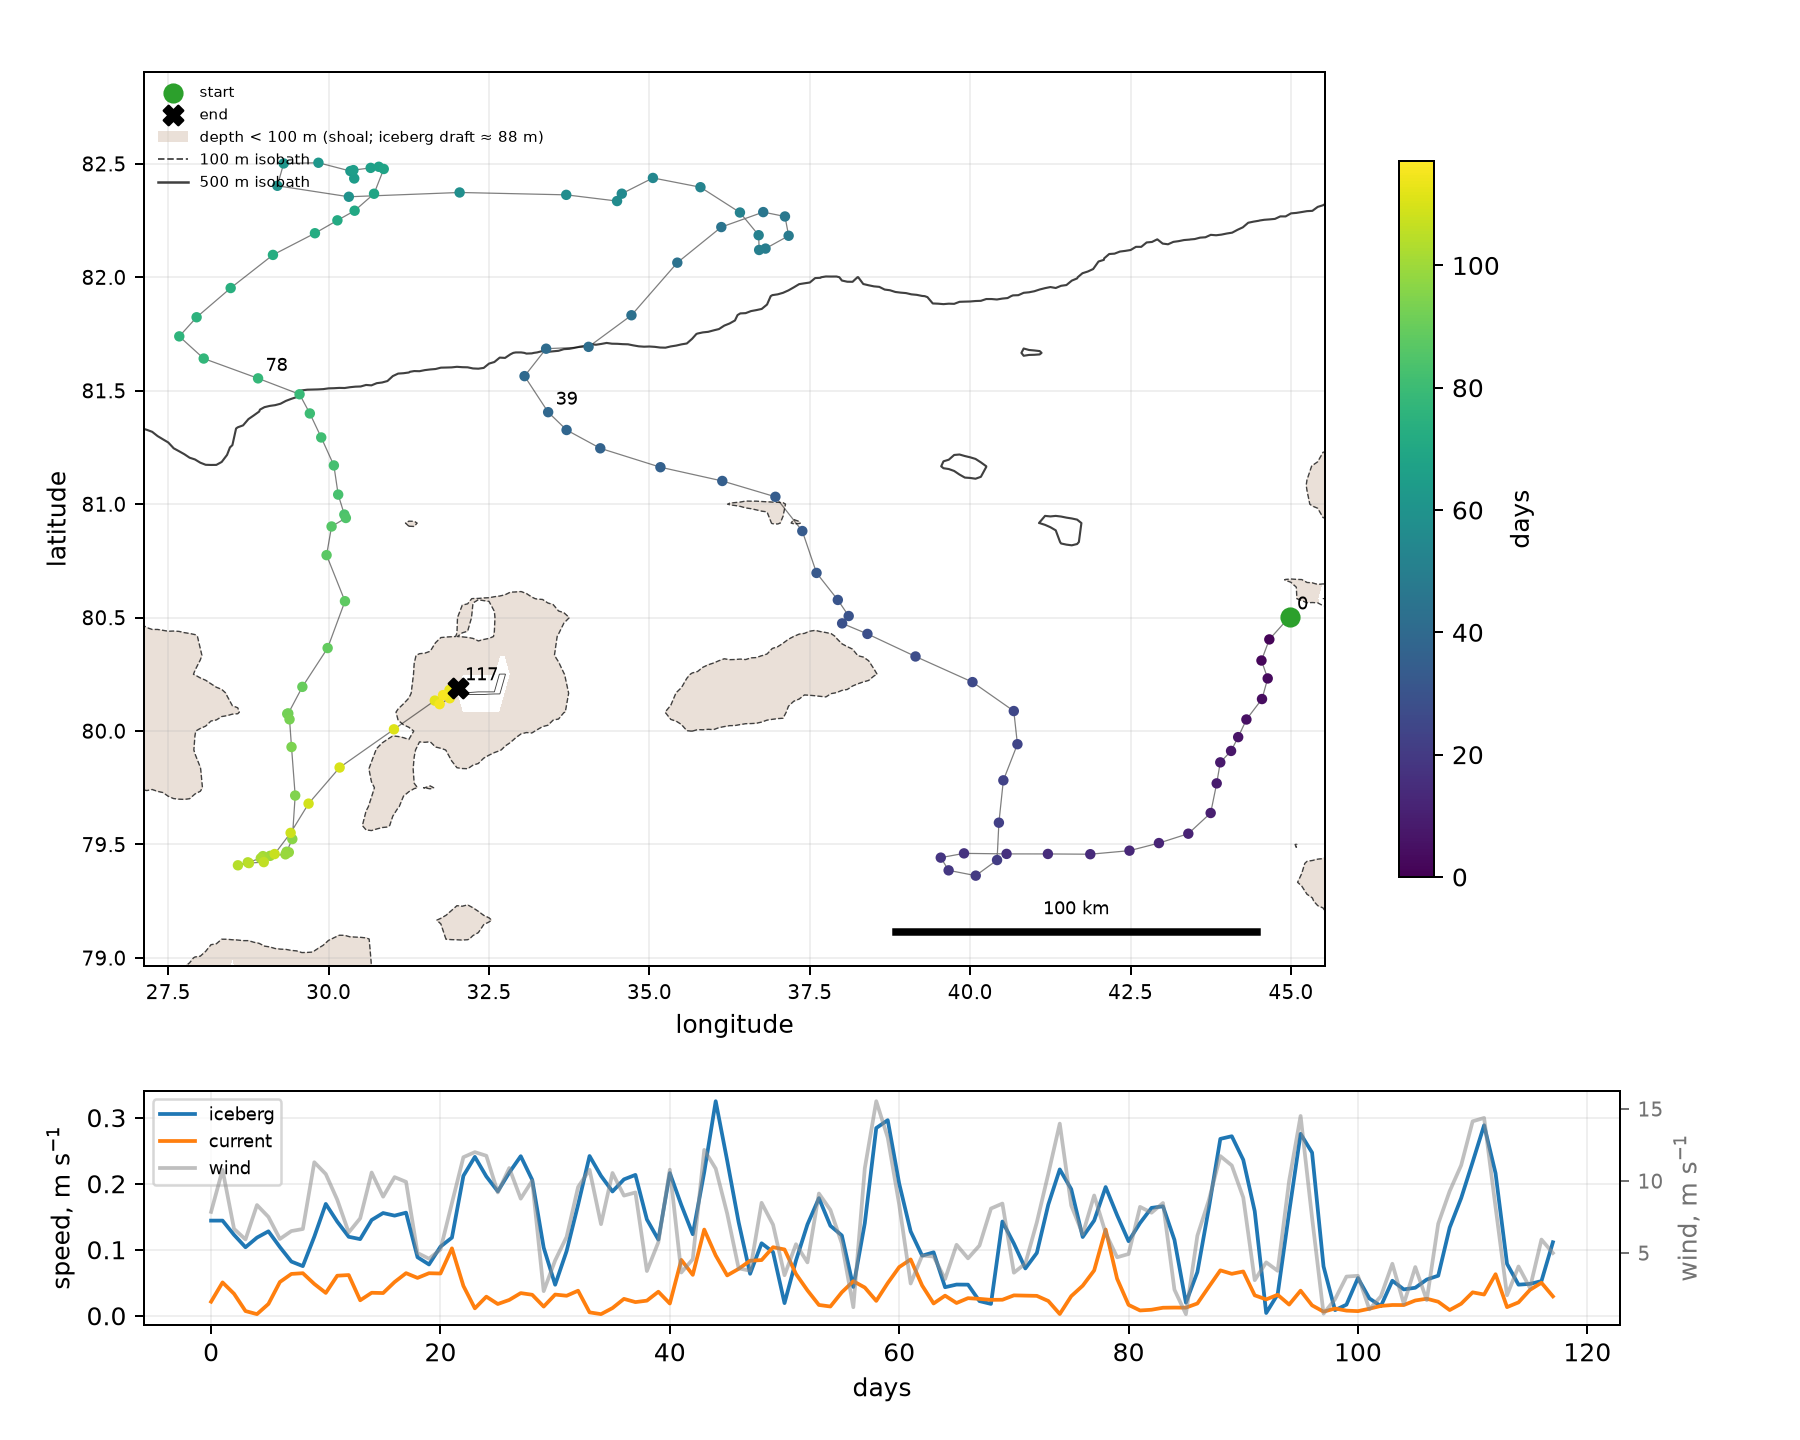 start
end
depth < 100 m (shoal; iceberg draft ≈ 88 m)
100 m isobath
500 m isobath
82.5
82.0
81.5
81.0
80.5
80.0
79.5
79.0
latitude
78
39
0
117
100 km
27.5 30.0 32.5 35.0 37.5 40.0 42.5 45.0
longitude
100
80
60
40
20
0
days
iceberg
current
wind
0.3
0.2
0.1
0.0
speed, m s⁻¹
15
10
5
wind, m s⁻¹
0 20 40 60 80 100 120
days